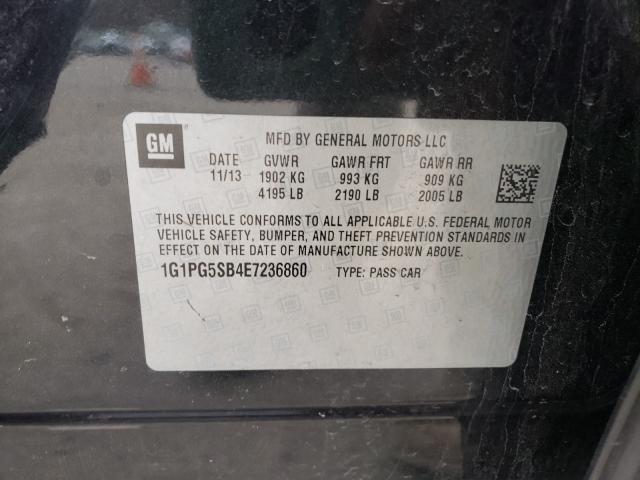 GM
MFD BY GENERAL MOTORS LLC
DATE GVWR GAWR FRT GAWR RR
11/13 1902 KG 993 KG 909 KG
4195 LB 2190 LB 2005 LB
THIS VEHICLE CONFORMS TO ALL APPLICABLE U.S. FEDERAL MOTOR
VEHICLE SAFETY, BUMPER, AND THEFT PREVENTION STANDARDS IN
EFFECT ON THE DATE OF MANUFACTURE SHOWN ABOVE.
1G1PG5SB4E7236860 TYPE: PASS CAR